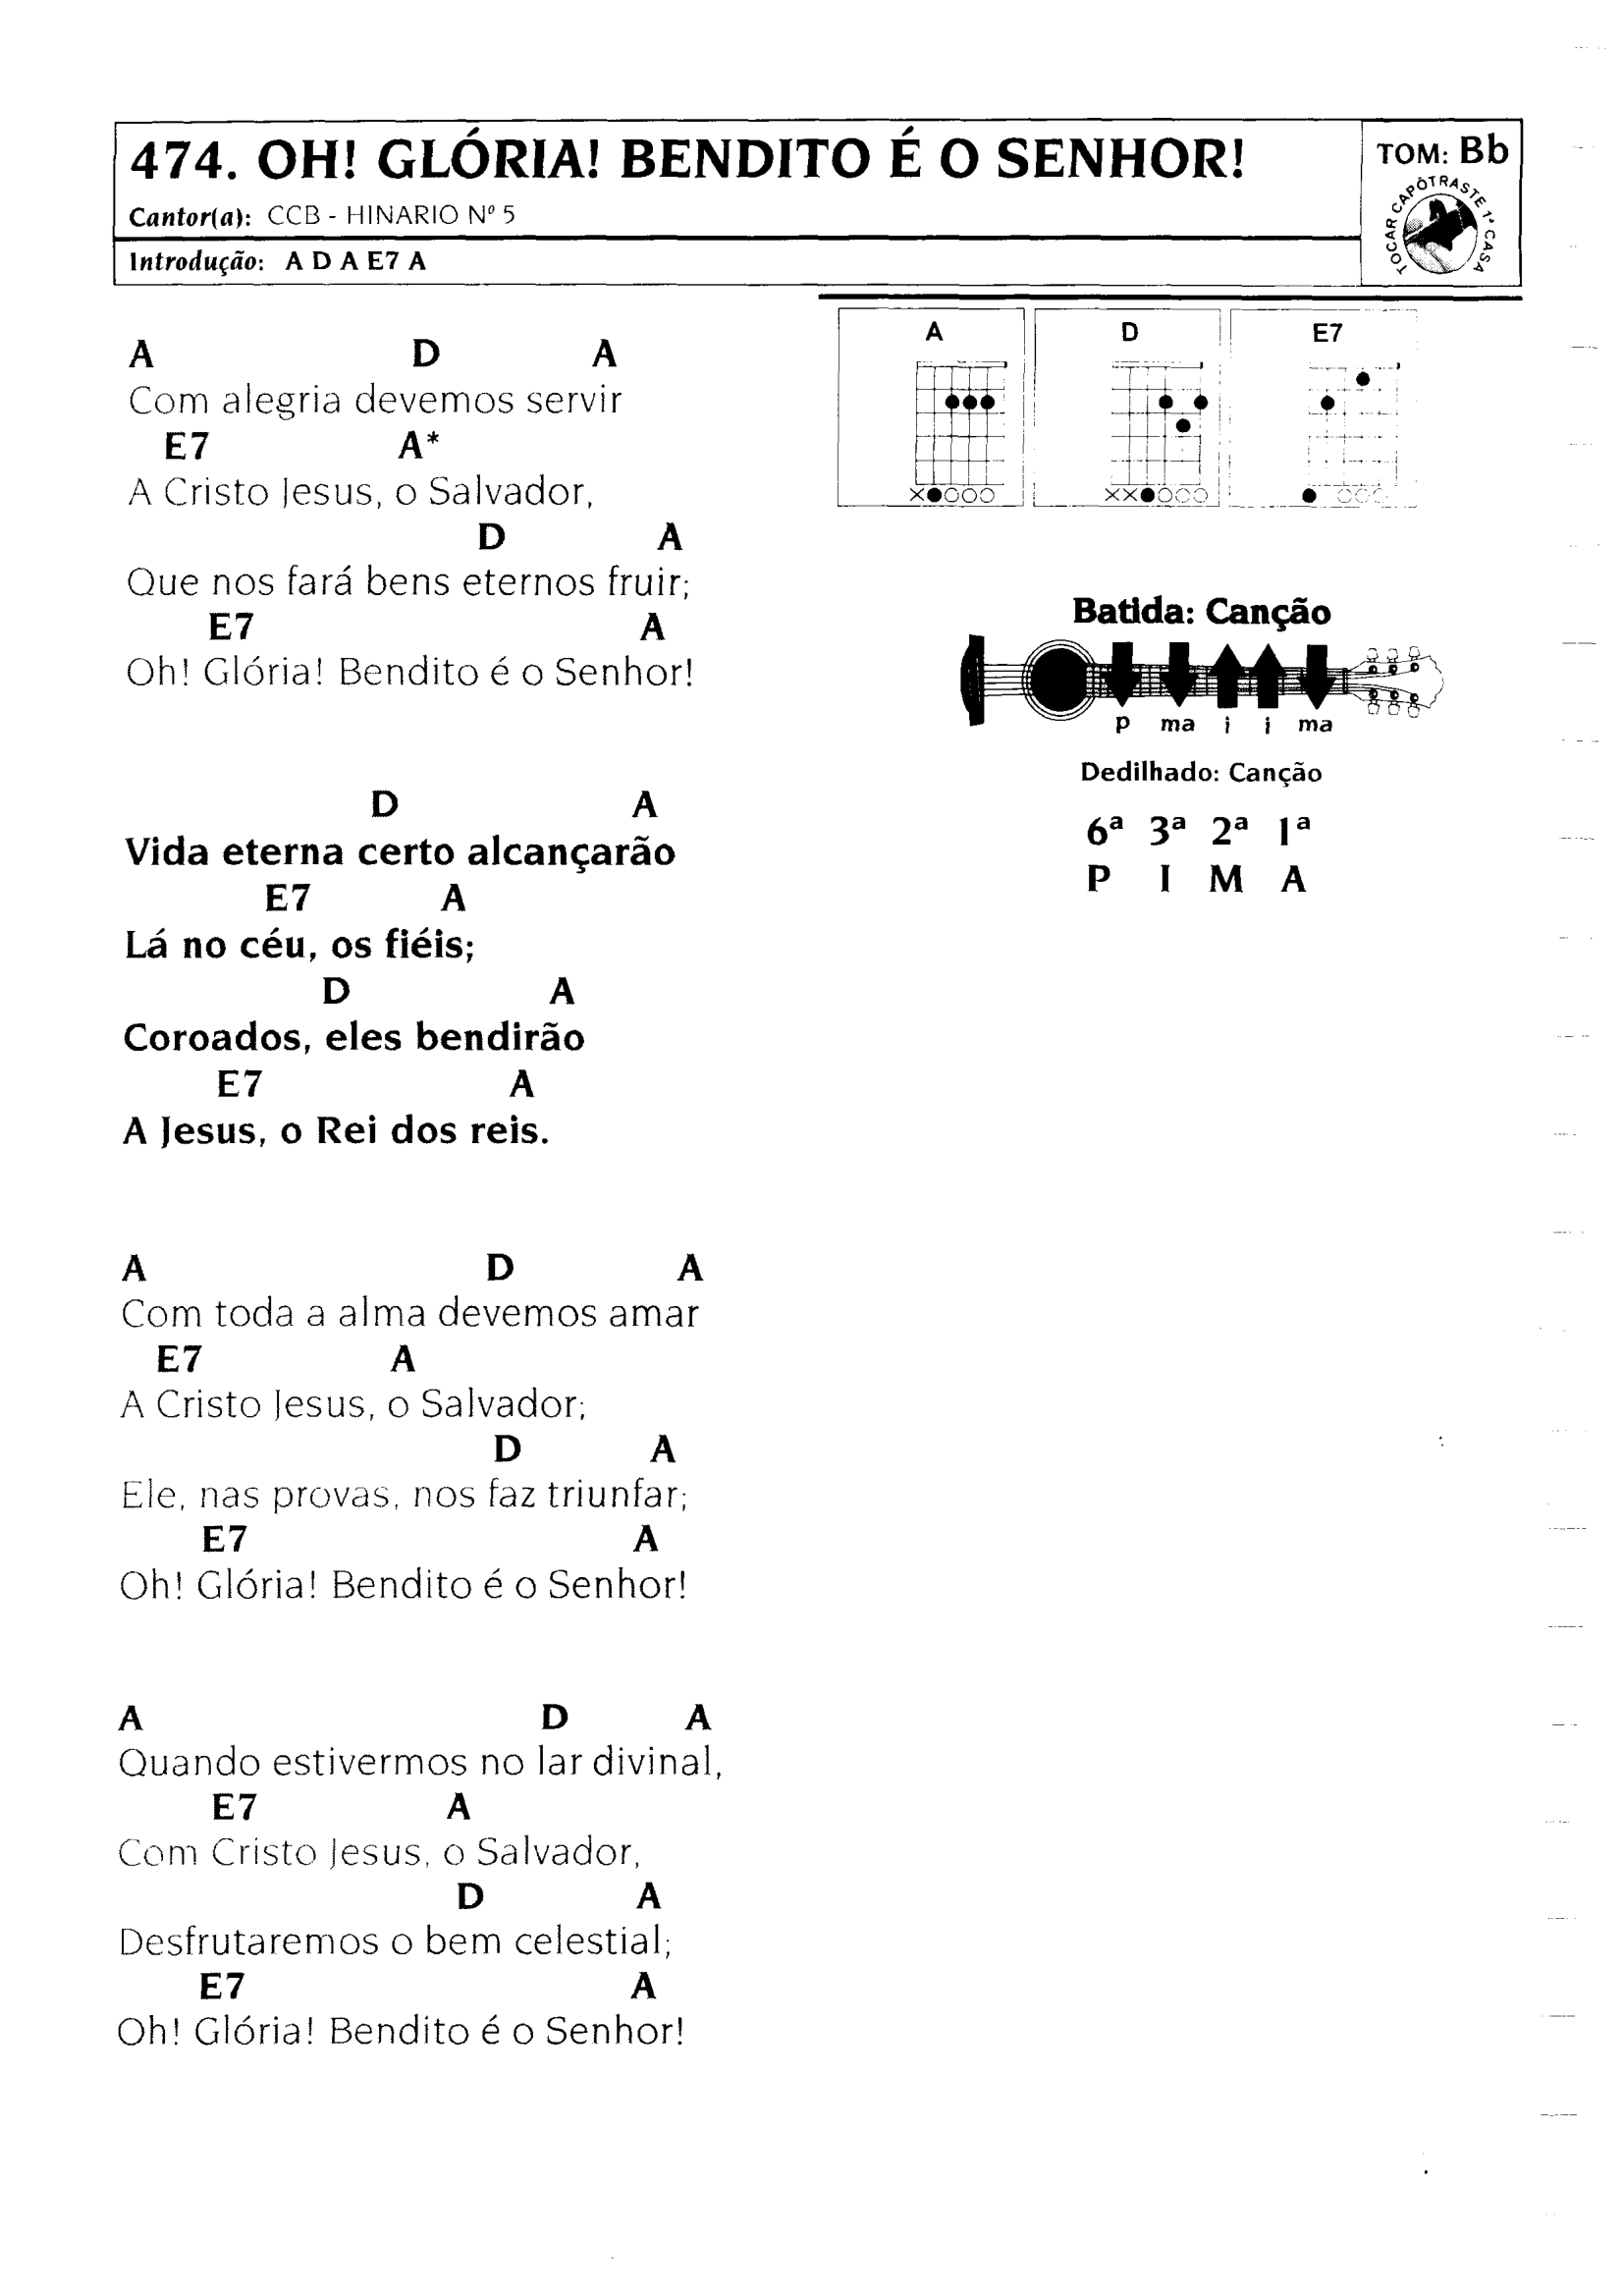 474. OH! GLÓRIA! BENDITO É O SENHOR!
Cantor(a): CCB - HINARIO Nº 5
Introdução: A D A E7 A
TOM: Bb
TOCAR CAPÔTRASTE 1ª CASA
A D A
Com alegria devemos servir
E7 A*
A Cristo Jesus, o Salvador,
D A
Que nos fará bens eternos fruir;
E7 A
Oh! Glória! Bendito é o Senhor!
D A
Vida eterna certo alcançarão
E7 A
Lá no céu, os fiéis;
D A
Coroados, eles bendirão
E7 A
A Jesus, o Rei dos reis.
A D A
Com toda a alma devemos amar
E7 A
A Cristo Jesus, o Salvador;
D A
Ele, nas provas, nos faz triunfar;
E7 A
Oh! Glória! Bendito é o Senhor!
A D A
Quando estivermos no lar divinal,
E7 A
Com Cristo Jesus, o Salvador,
D A
Desfrutaremos o bem celestial;
E7 A
Oh! Glória! Bendito é o Senhor!
A D E7
Batida: Canção
p ma i i ma
Dedilhado: Canção
6ª 3ª 2ª 1ª
P I M A